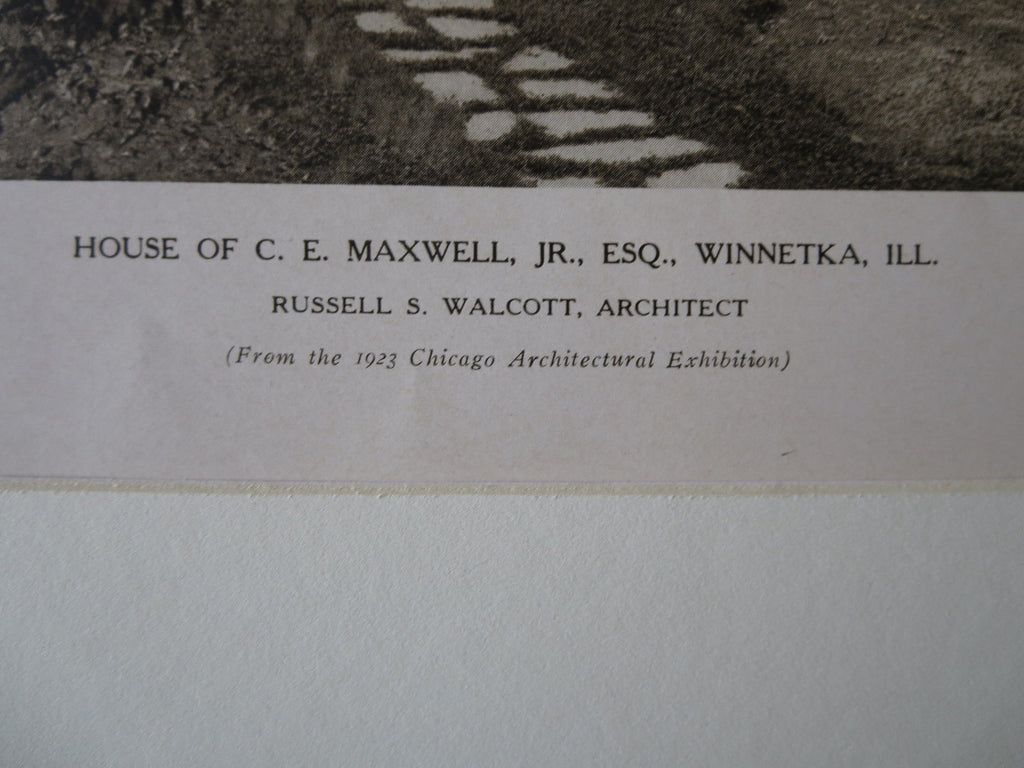 HOUSE OF C. E. MAXWELL, JR., ESQ., WINNETKA, ILL.
RUSSELL S. WALCOTT, ARCHITECT
(From the 1923 Chicago Architectural Exhibition)